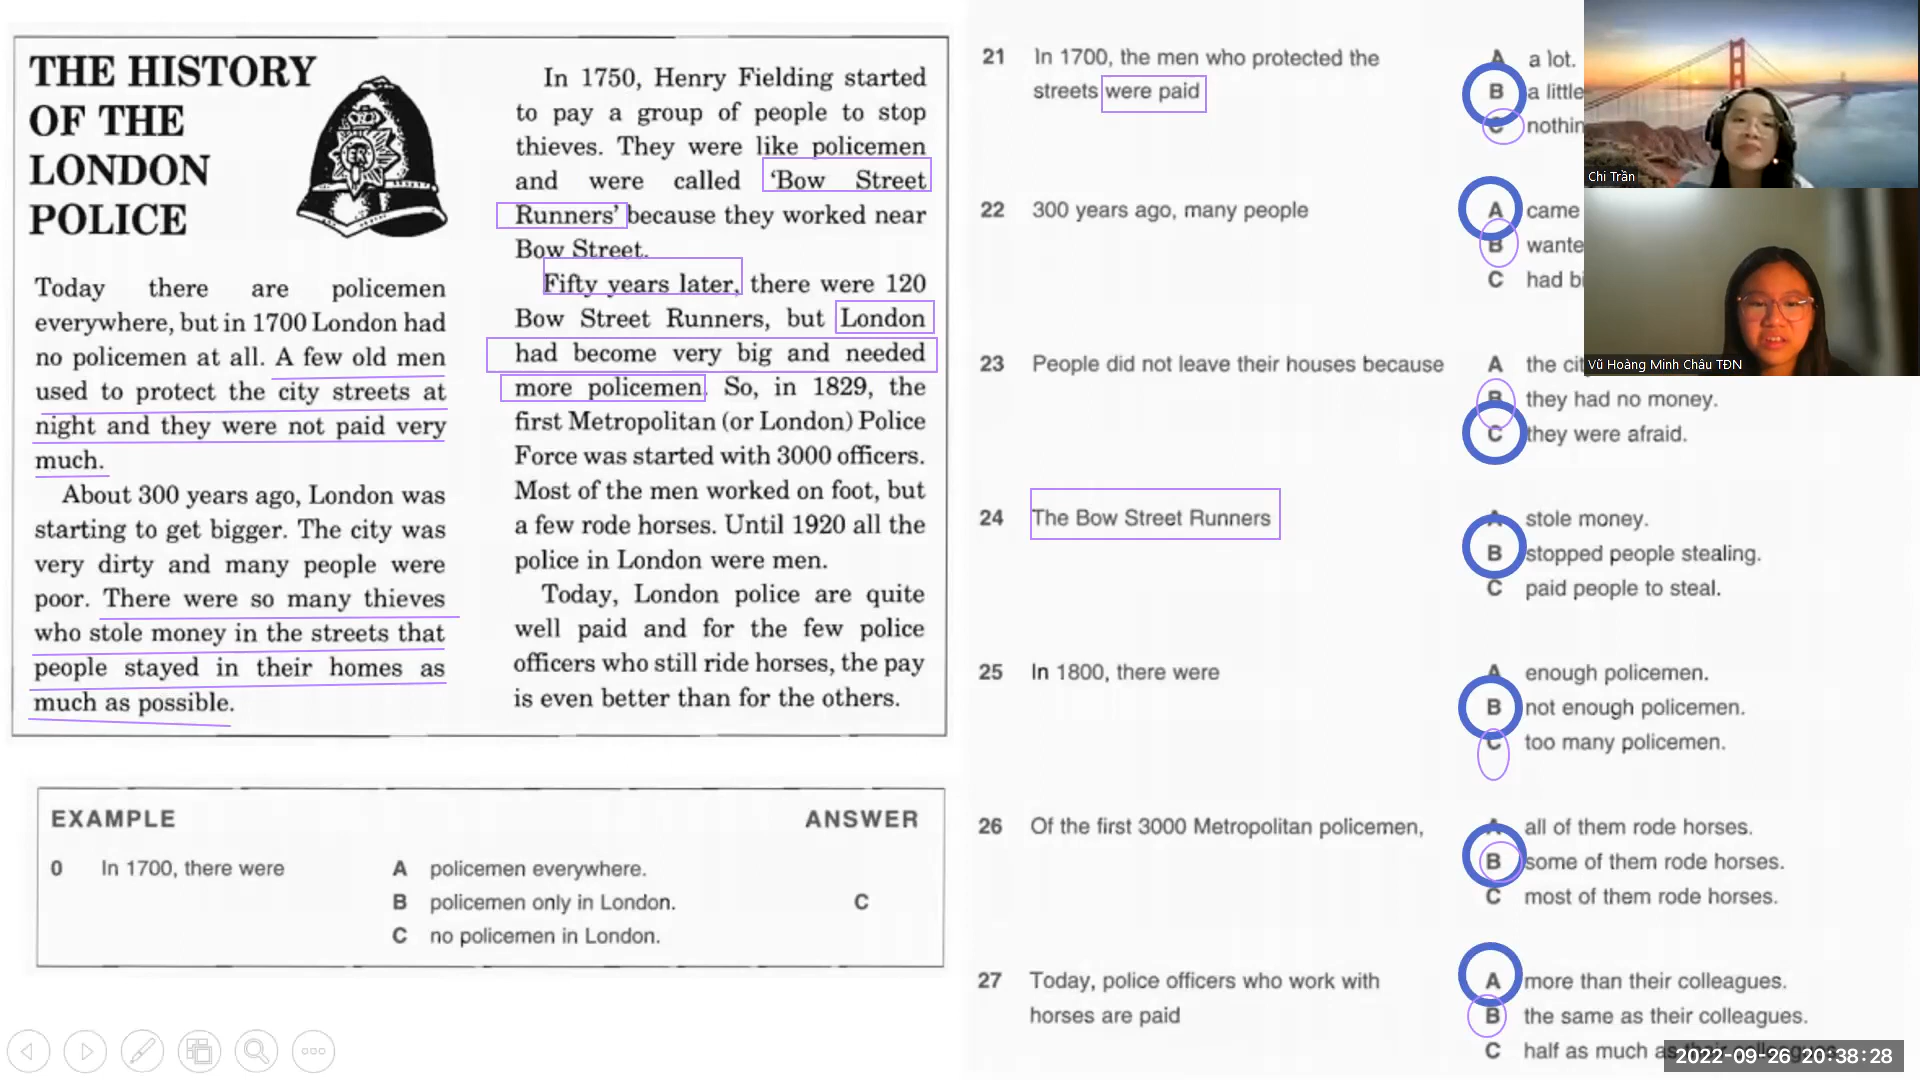 THE HISTORY
OF THE
LONDON
POLICE
Today there are policemen
everywhere, but in 1700 London had
no policemen at all. A few old men
used to protect the city streets at
night and they were not paid very
much.
About 300 years ago, London was
starting to get bigger. The city was
very dirty and many people were
poor. There were so many thieves
who stole money in the streets that
people stayed in their homes as
much as possible.
In 1750, Henry Fielding started
to pay a group of people to stop
thieves. They were like policemen
and were called ‘Bow Street
Runners’ because they worked near
Bow Street.
Fifty years later, there were 120
Bow Street Runners, but London
had become very big and needed
more policemen. So, in 1829, the
first Metropolitan (or London) Police
Force was started with 3000 officers.
Most of the men worked on foot, but
a few rode horses. Until 1920 all the
police in London were men.
Today, London police are quite
well paid and for the few police
officers who still ride horses, the pay
is even better than for the others.
EXAMPLE ANSWER
0 In 1700, there were A policemen everywhere.
B policemen only in London. C
C no policemen in London.
21 In 1700, the men who protected the A a lot.
streets were paid B a little
C nothin
22 300 years ago, many people A came
B wante
C had bi
23 People did not leave their houses because A the cit
B they had no money.
C they were afraid.
24 The Bow Street Runners A stole money.
B stopped people stealing.
C paid people to steal.
25 In 1800, there were A enough policemen.
B not enough policemen.
C too many policemen.
26 Of the first 3000 Metropolitan policemen, A all of them rode horses.
B some of them rode horses.
C most of them rode horses.
27 Today, police officers who work with A more than their colleagues.
horses are paid B the same as their colleagues.
C half as much as
Chi Trần
Vũ Hoàng Minh Châu TĐN
2022-09-26 20:38:28